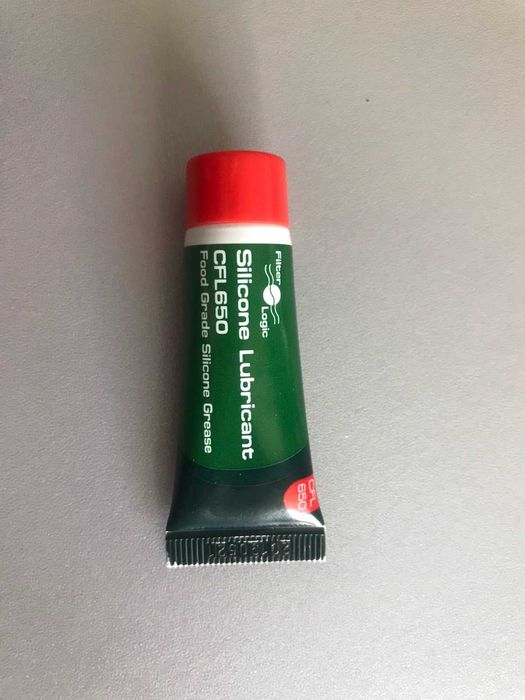 Filter Logic
Silicone Lubricant
CFL650
Food Grade Silicone Grease
CFL
650